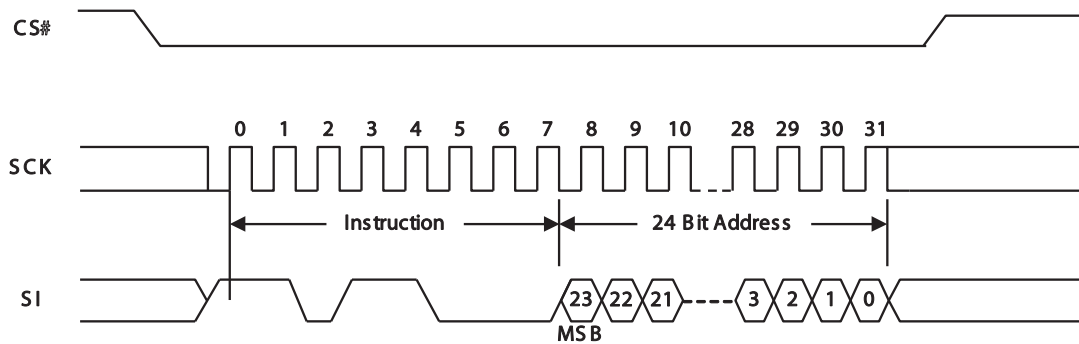 CS#
0 1 2 3 4 5 6 7 8 9 10 28 29 30 31
SCK
Instruction 24 Bit Address
SI 23 22 21 3 2 1 0
MSB